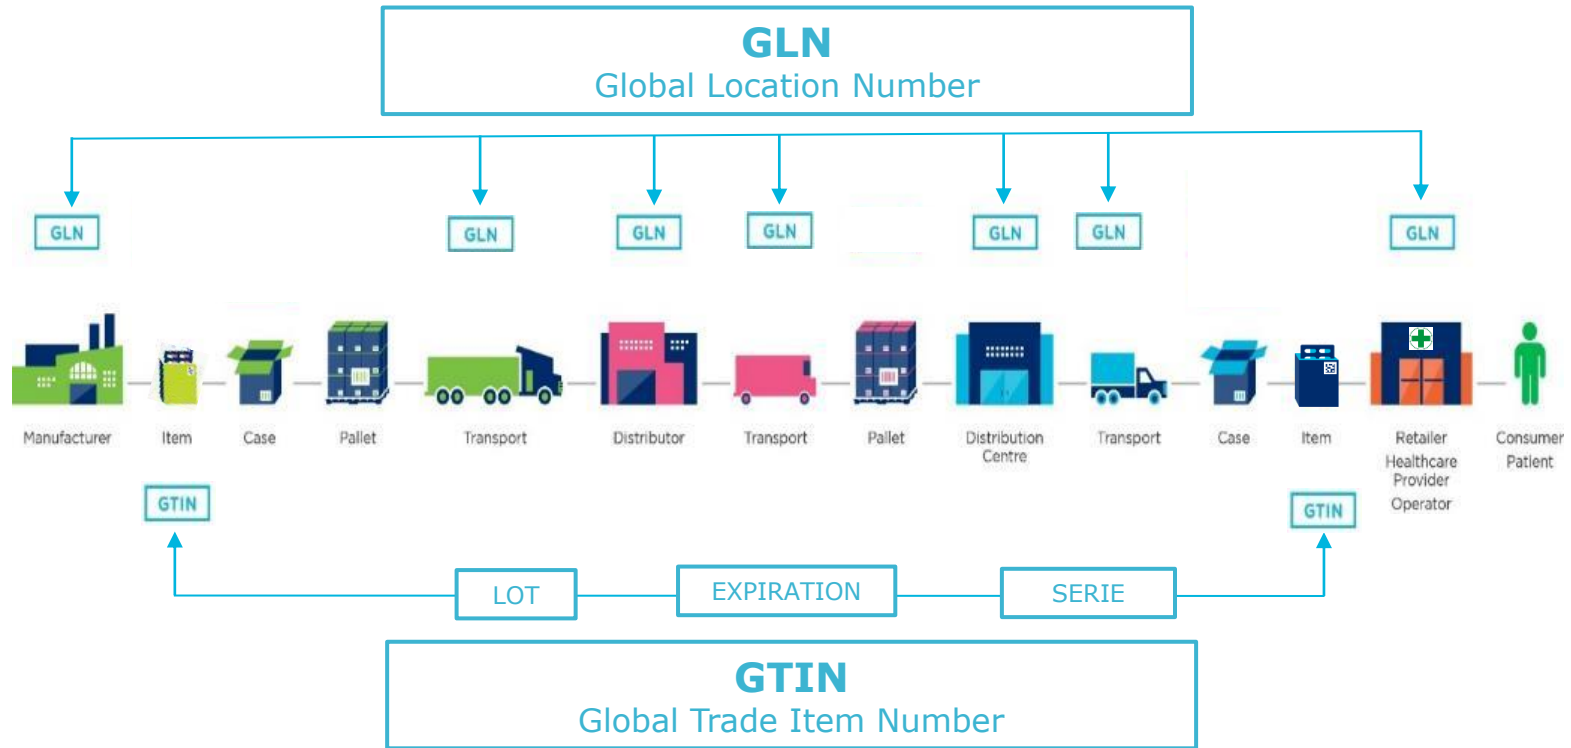 GLN
Global Location Number
GLN
GLN
GLN
GLN
GLN
GLN
GLN
Manufacturer
Item
Case
Pallet
Transport
Distributor
Transport
Pallet
Distribution
Centre
Transport
Case
Item
Retailer
Healthcare
Provider
Operator
Consumer
Patient
GTIN
GTIN
LOT
EXPIRATION
SERIE
GTIN
Global Trade Item Number